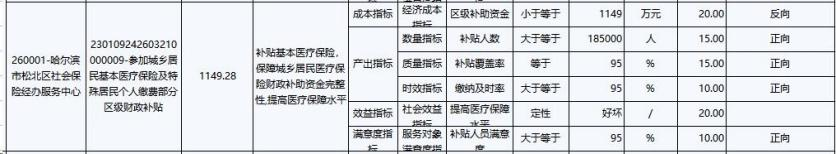 成本指标 经济成本指标 区级补助资金 小于等于 1149 万元 20.00 反向
260001-哈尔滨市松北区社会保险经办服务中心
230109242603210000009-参加城乡居民基本医疗保险及特殊居民个人缴费部分区级财政补贴
1149.28
补贴基本医疗保险，保障城乡居民医疗保险财政补助资金完整性,提高医疗保障水平
产出指标
数量指标 补贴人数 大于等于 185000 人 15.00 正向
质量指标 补贴覆盖率 等于 95 % 15.00 正向
时效指标 缴纳及时率 大于等于 95 % 10.00 正向
效益指标 社会效益指标 提高医疗保障水平 定性 好坏 / 20.00
满意度指标 服务对象满意度指标 补贴人员满意度 大于等于 95 % 10.00 正向